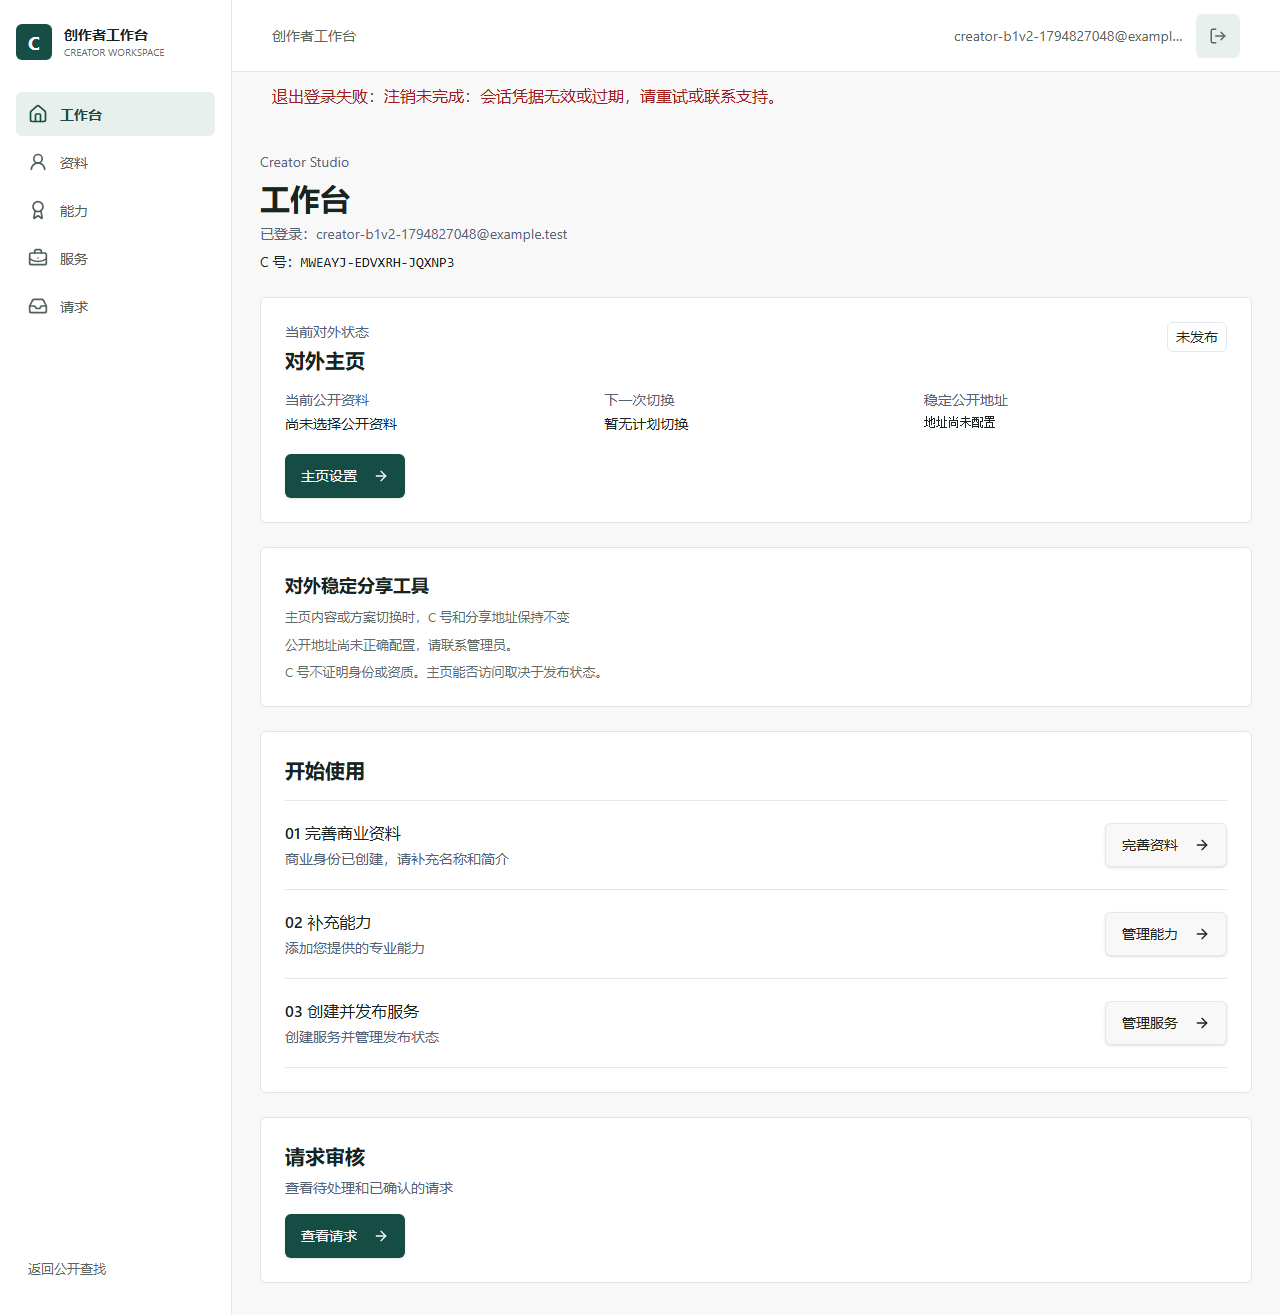 C
创作者工作台
CREATOR WORKSPACE
工作台
资料
能力
服务
请求
返回公开查找
创作者工作台
creator-b1v2-1794827048@exampl...
退出登录失败：注销未完成：会话凭据无效或过期，请重试或联系支持。
Creator Studio
工作台
已登录：creator-b1v2-1794827048@example.test
C 号：MWEAYJ-EDVXRH-JQXNP3
当前对外状态
未发布
对外主页
当前公开资料
尚未选择公开资料
下一次切换
暂无计划切换
稳定公开地址
地址尚未配置
主页设置
对外稳定分享工具
主页内容或方案切换时，C 号和分享地址保持不变
公开地址尚未正确配置，请联系管理员。
C 号不证明身份或资质。主页能否访问取决于发布状态。
开始使用
01 完善商业资料
商业身份已创建，请补充名称和简介
完善资料
02 补充能力
添加您提供的专业能力
管理能力
03 创建并发布服务
创建服务并管理发布状态
管理服务
请求审核
查看待处理和已确认的请求
查看请求